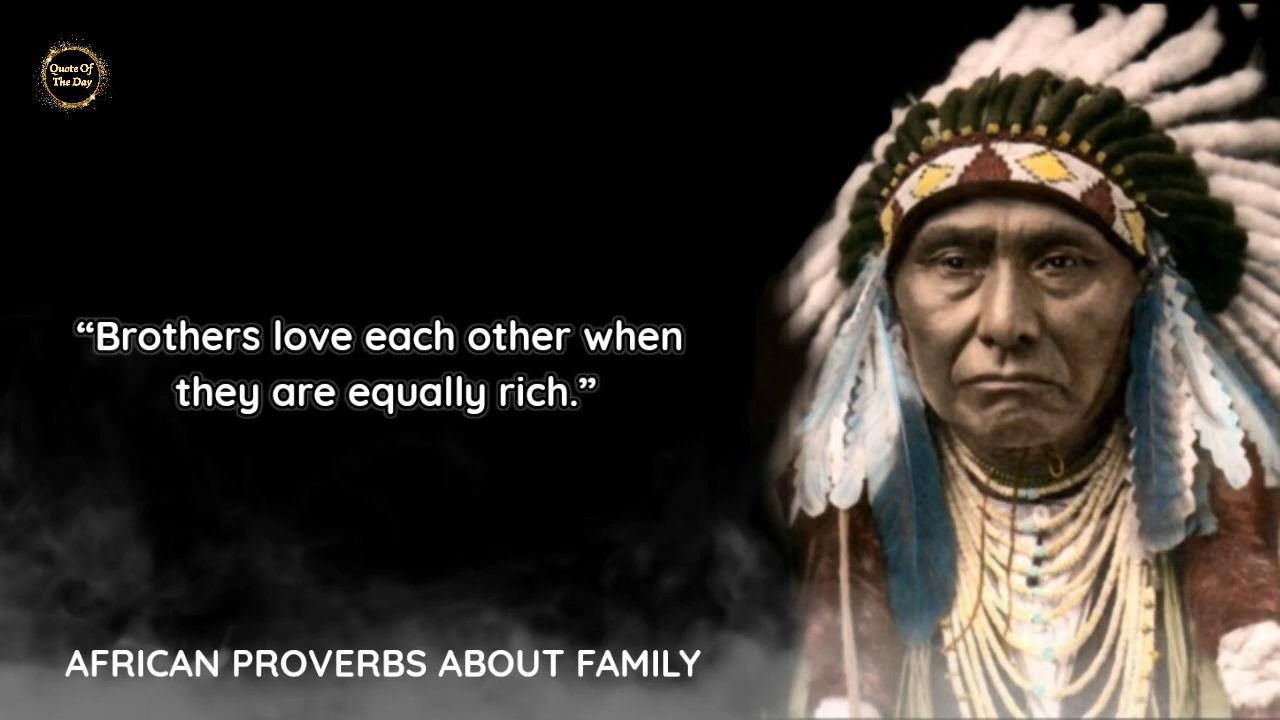 Quote Of
The Day
“Brothers love each other when
they are equally rich.”
AFRICAN PROVERBS ABOUT FAMILY